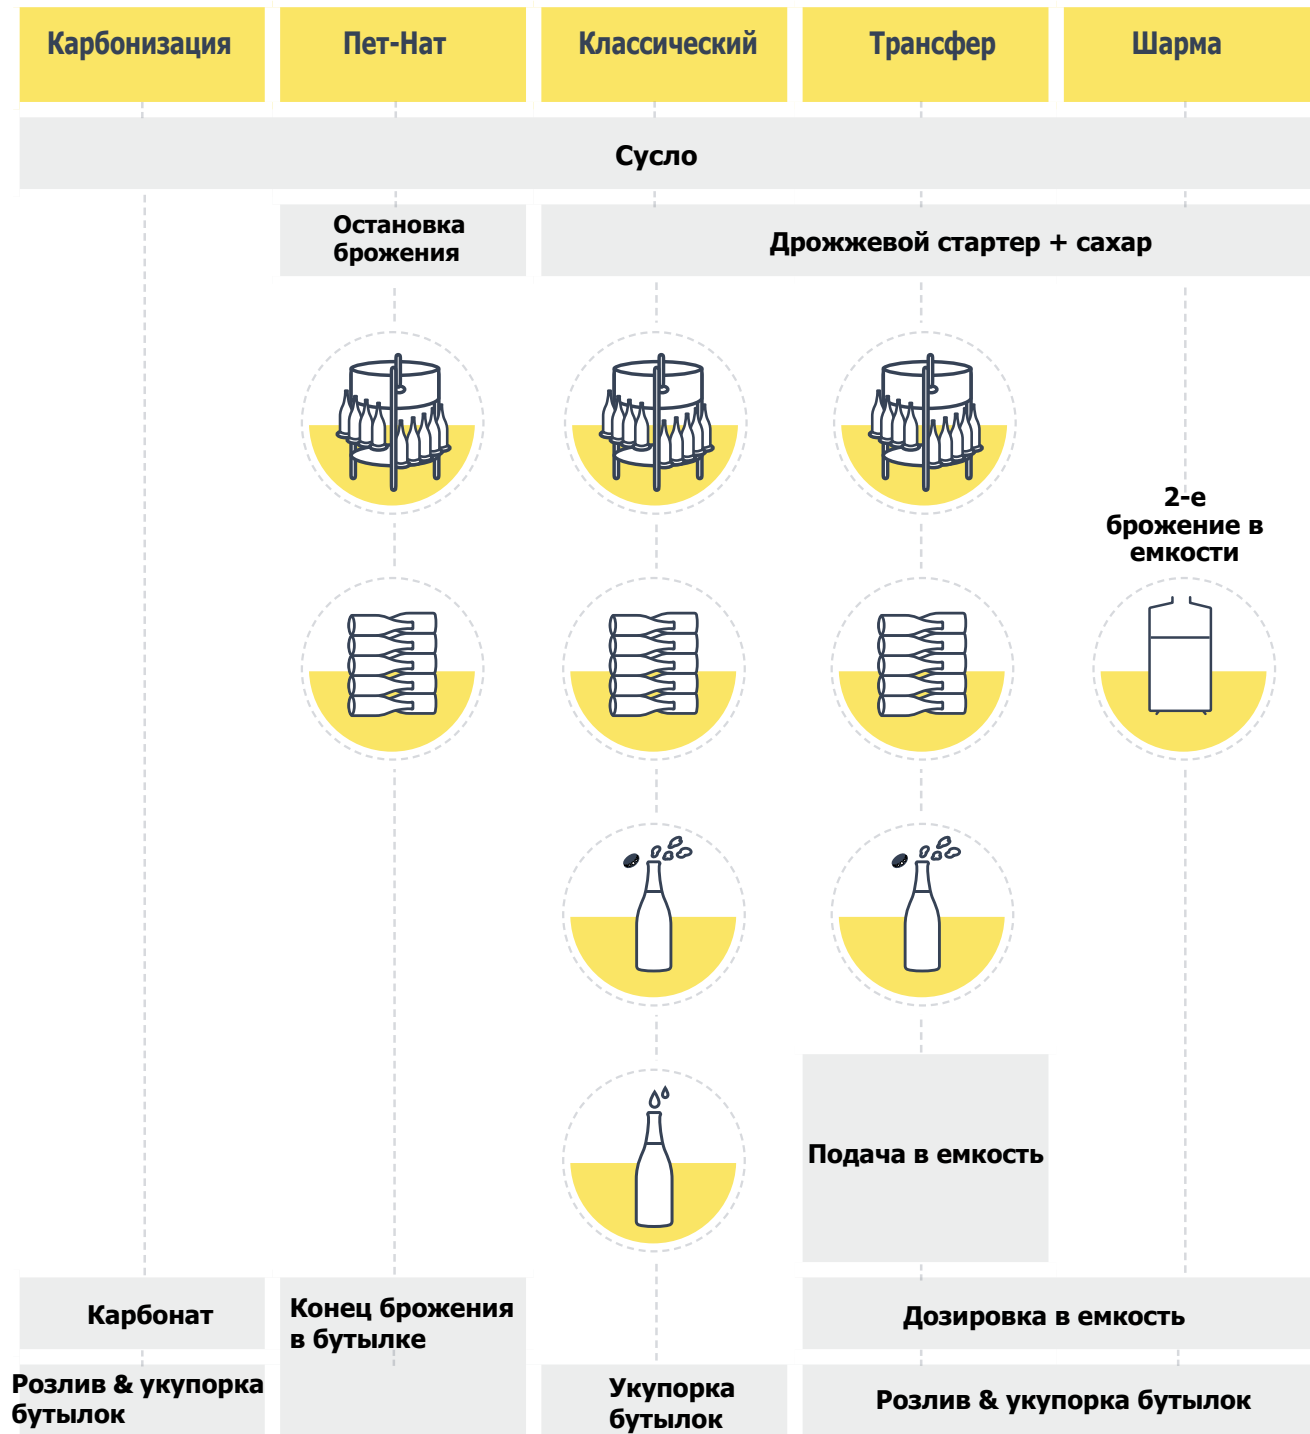 Карбонизация
Пет-Нат
Классический
Трансфер
Шарма
Сусло
Остановка
брожения
Дрожжевой стартер + сахар
2-е
брожение в
емкости
Подача в емкость
Карбонат
Конец брожения
в бутылке
Дозировка в емкость
Розлив & укупорка
бутылок
Укупорка
бутылок
Розлив & укупорка бутылок